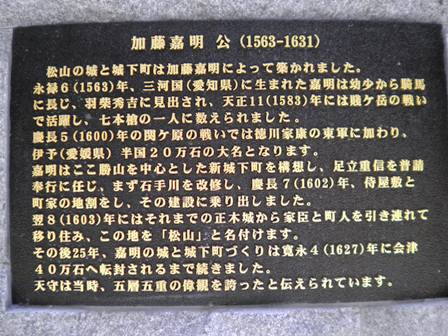 加藤嘉明 公(1563-1631)
松山の城と城下町は加藤嘉明によって築かれました。
永禄6(1563)年、三河国(愛知県)に生まれた嘉明は幼少から騎馬
に長じ、羽柴秀吉に見出され、天正11(1583)年には賤ケ岳の戦い
で活躍し、七本槍の一人に数えられました。
慶長5(1600)年の関ケ原の戦いでは徳川家康の東軍に加わり、
伊予(愛媛県) 半国20万石の大名となります。
嘉明はここ勝山を中心とした新城下町を構想し、足立重信を普請
奉行に任じ、まず石手川を改修し、慶長7(1602)年、侍屋敷と
町家の地割をし、その建設に乗り出しました。
翌8(1603)年にはそれまでの正木城から家臣と町人を引き連れて
移り住み、この地を「松山」と名付けます。
その後25年、嘉明の城と城下町づくりは寛永4(1627)年に会津
40万石へ転封されるまで続きました。
天守は当時、五層五重の偉観を誇ったと伝えられています。